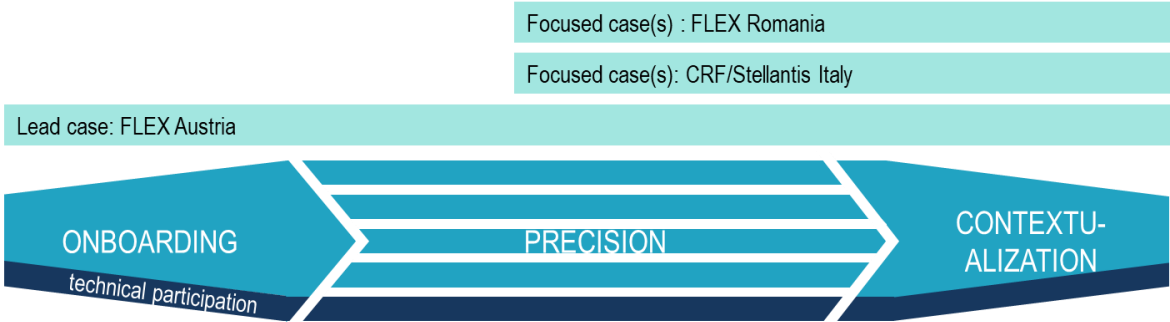 Focused case(s) : FLEX Romania
Focused case(s): CRF/Stellantis Italy
Lead case: FLEX Austria
ONBOARDING
technical participation
PRECISION
CONTEXTU-
ALIZATION